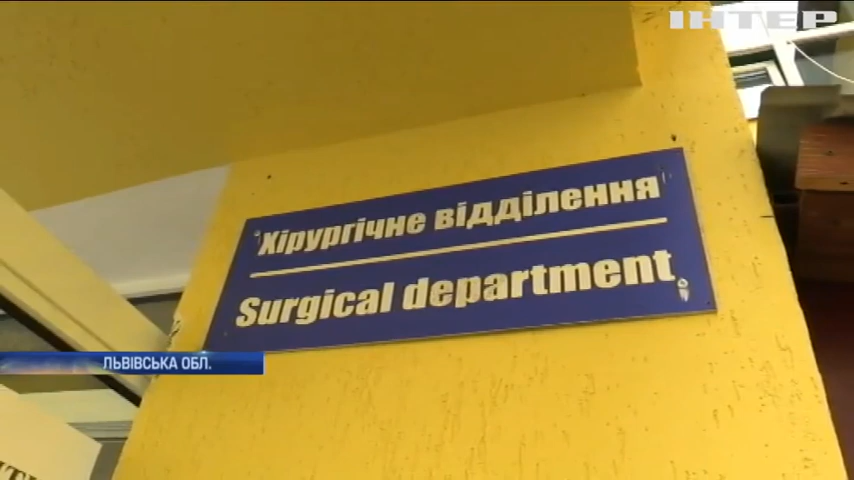 ІНТЕР
Хірургічне відділення
Surgical department
ЛЬВІВСЬКА ОБЛ.